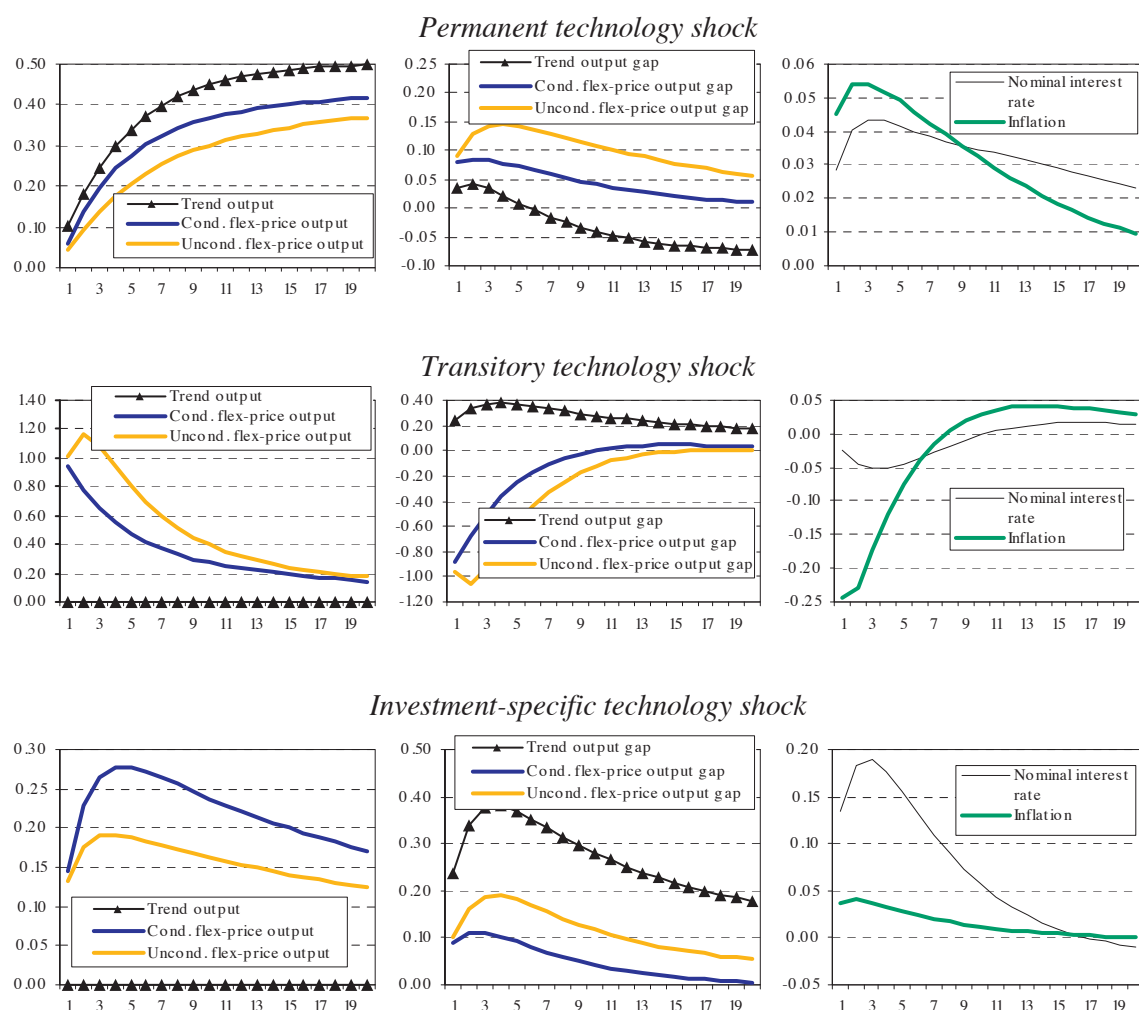 Permanent technology shock
0.50
0.40
0.30
0.20
0.10
0.00
Trend output
Cond. flex-price output
Uncond. flex-price output
1 3 5 7 9 11 13 15 17 19
0.25
0.20
0.15
0.10
0.05
0.00
-0.05
-0.10
Trend output gap
Cond. flex-price output gap
Uncond. flex-price output gap
1 3 5 7 9 11 13 15 17 19
0.06
0.05
0.04
0.03
0.02
0.01
0.00
Nominal interest
rate
Inflation
1 3 5 7 9 11 13 15 17 19
Transitory technology shock
1.40
1.20
1.00
0.80
0.60
0.40
0.20
0.00
Trend output
Cond. flex-price output
Uncond. flex-price output
1 3 5 7 9 11 13 15 17 19
0.40
0.20
0.00
-0.20
-0.40
-0.60
-0.80
-1.00
-1.20
Trend output gap
Cond. flex-price output gap
Uncond. flex-price output gap
1 3 5 7 9 11 13 15 17 19
0.05
0.00
-0.05
-0.10
-0.15
-0.20
-0.25
Nominal interest
rate
Inflation
1 3 5 7 9 11 13 15 17 19
Investment-specific technology shock
0.30
0.25
0.20
0.15
0.10
0.05
0.00
Trend output
Cond. flex-price output
Uncond. flex-price output
1 3 5 7 9 11 13 15 17 19
0.50
0.40
0.30
0.20
0.10
0.00
Trend output gap
Cond. flex-price output gap
Uncond. flex-price output gap
1 3 5 7 9 11 13 15 17 19
0.20
0.15
0.10
0.05
0.00
-0.05
Nominal interest
rate
Inflation
1 3 5 7 9 11 13 15 17 19